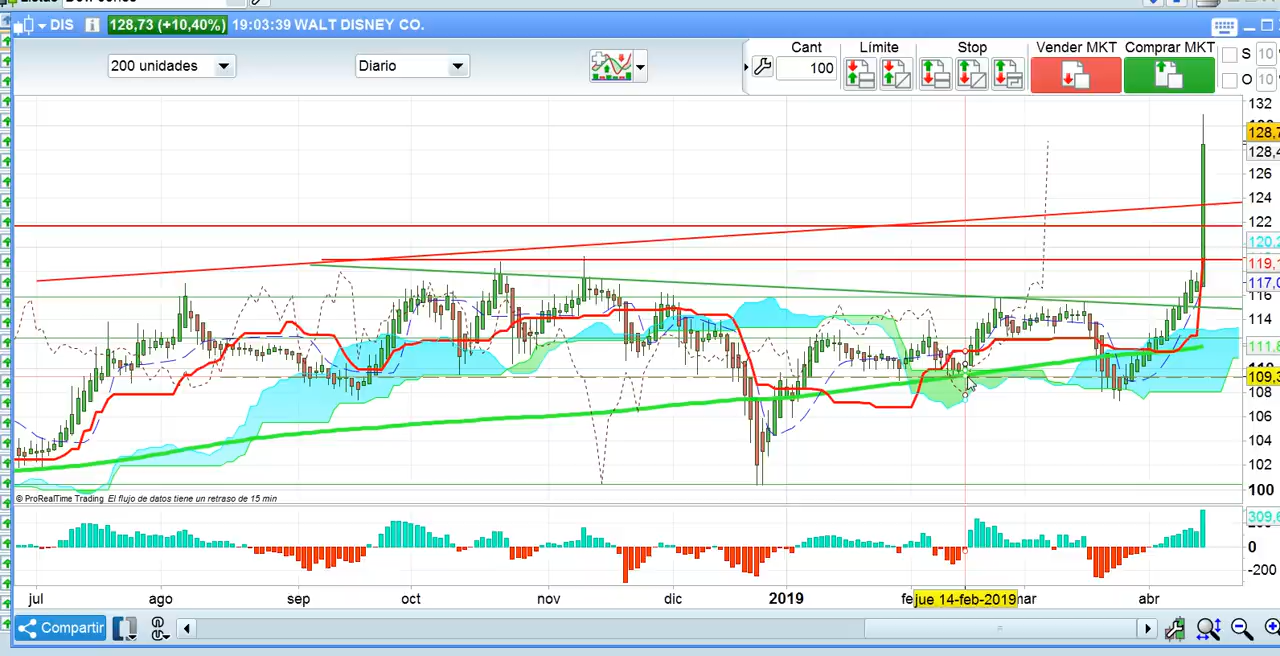 DIS 128,73 (+10,40%) 19:03:39 WALT DISNEY CO.
200 unidades
Diario
Cant
100
Límite
Stop
Vender MKT
Comprar MKT
S 10
O 10
132
128,7
128,4
126
124
122
120,2
119,
117,0
116
114
111,8
109,3
108
106
104
102
100
© ProRealTime Trading El flujo de datos tiene un retraso de 15 min
309,6
0
-200
jul ago sep oct nov dic 2019 fe jue 14-feb-2019 mar abr
Compartir